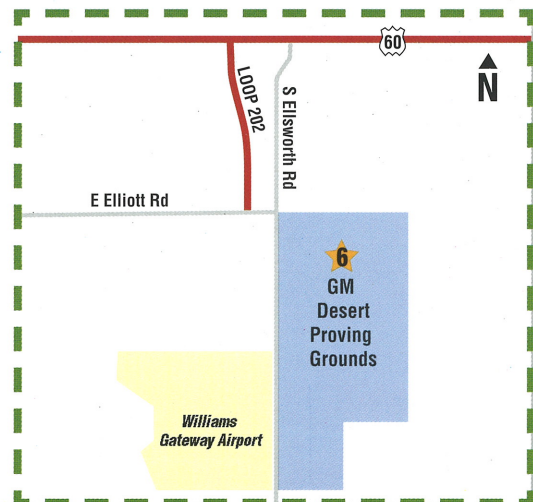 60
N
LOOP 202
S Ellsworth Rd
E Elliott Rd
6
GM
Desert
Proving
Grounds
Williams
Gateway Airport